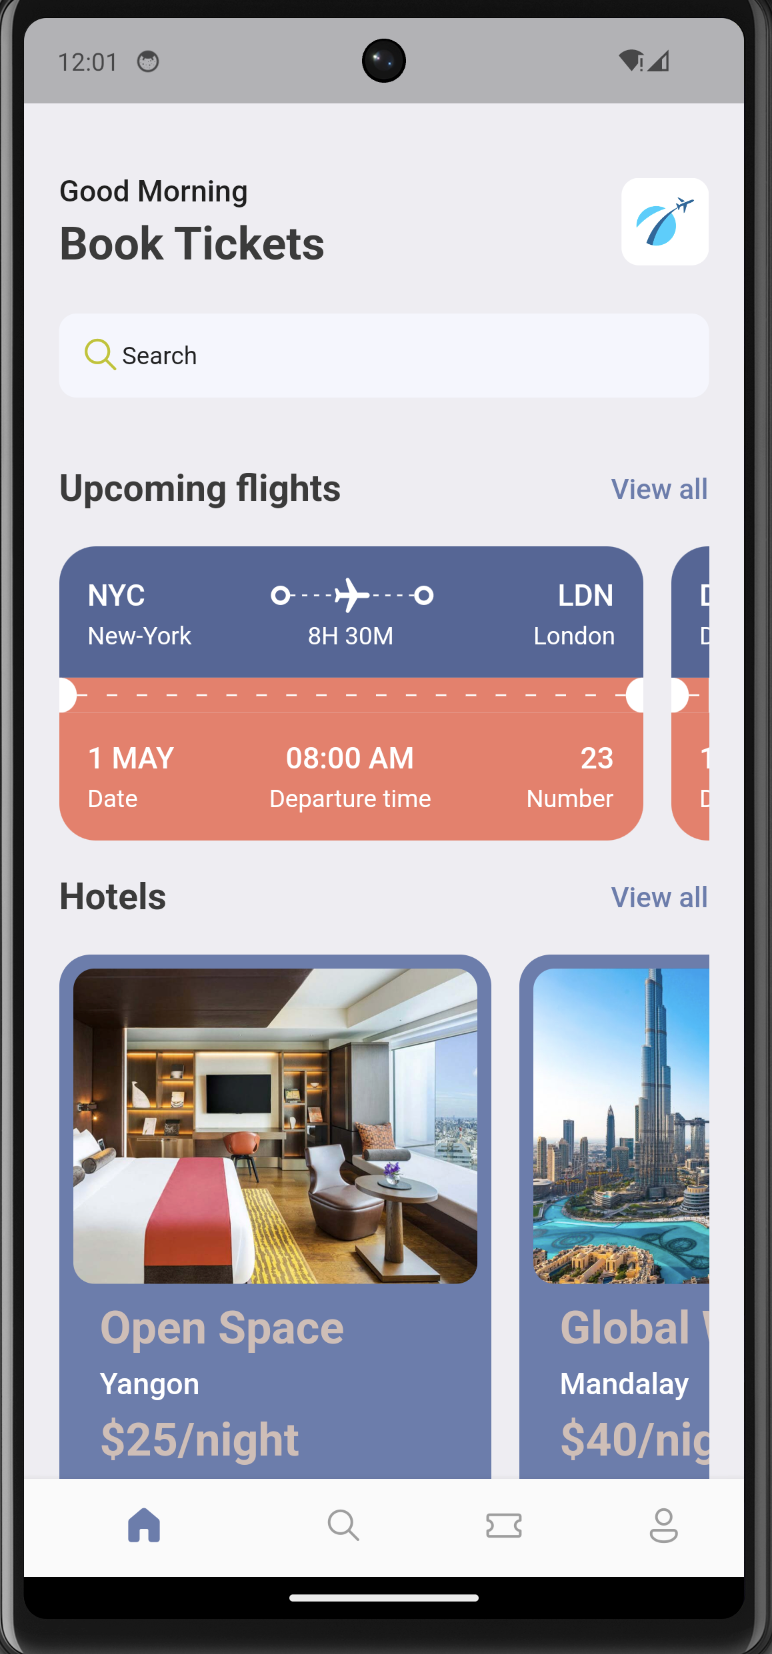 12:01
Good Morning
Book Tickets
Search
Upcoming flights View all
NYC LDN
New-York 8H 30M London
1 MAY 08:00 AM 23
Date Departure time Number
Hotels View all
Open Space Global
Yangon Mandalay
$25/night $40/nig